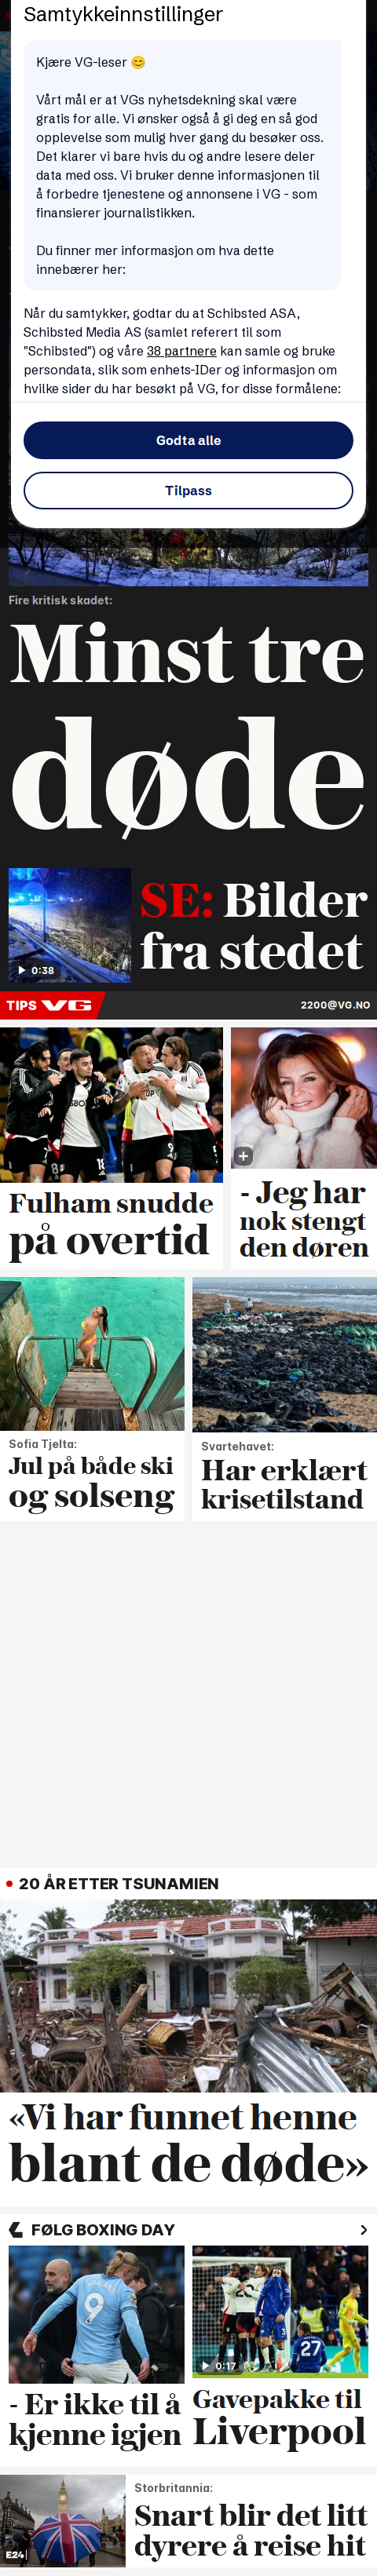 Samtykkeinnstillinger
Kjære VG-leser 😊
Vårt mål er at VGs nyhetsdekning skal være
gratis for alle. Vi ønsker også å gi deg en så god
opplevelse som mulig hver gang du besøker oss.
Det klarer vi bare hvis du og andre lesere deler
data med oss. Vi bruker denne informasjonen til
å forbedre tjenestene og annonsene i VG - som
finansierer journalistikken.
Du finner mer informasjon om hva dette
innebærer her:
Når du samtykker, godtar du at Schibsted ASA,
Schibsted Media AS (samlet referert til som
"Schibsted") og våre 38 partnere kan samle og bruke
persondata, slik som enhets-IDer og informasjon om
hvilke sider du har besøkt på VG, for disse formålene:
Godta alle
Tilpass
Fire kritisk skadet:
Minst tre
døde
0:38
SE: Bilder
fra stedet
TIPS VG
2200@VG.NO
Fulham snudde
på overtid
- Jeg har
nok stengt
den døren
Sofia Tjelta:
Jul på både ski
og solseng
Svartehavet:
Har erklært
krisetilstand
20 ÅR ETTER TSUNAMIEN
«Vi har funnet henne
blant de døde»
FØLG BOXING DAY
9
- Er ikke til å
kjenne igjen
27
0:17
Gavepakke til
Liverpool
E24
Storbritannia:
Snart blir det litt
dyrere å reise hit